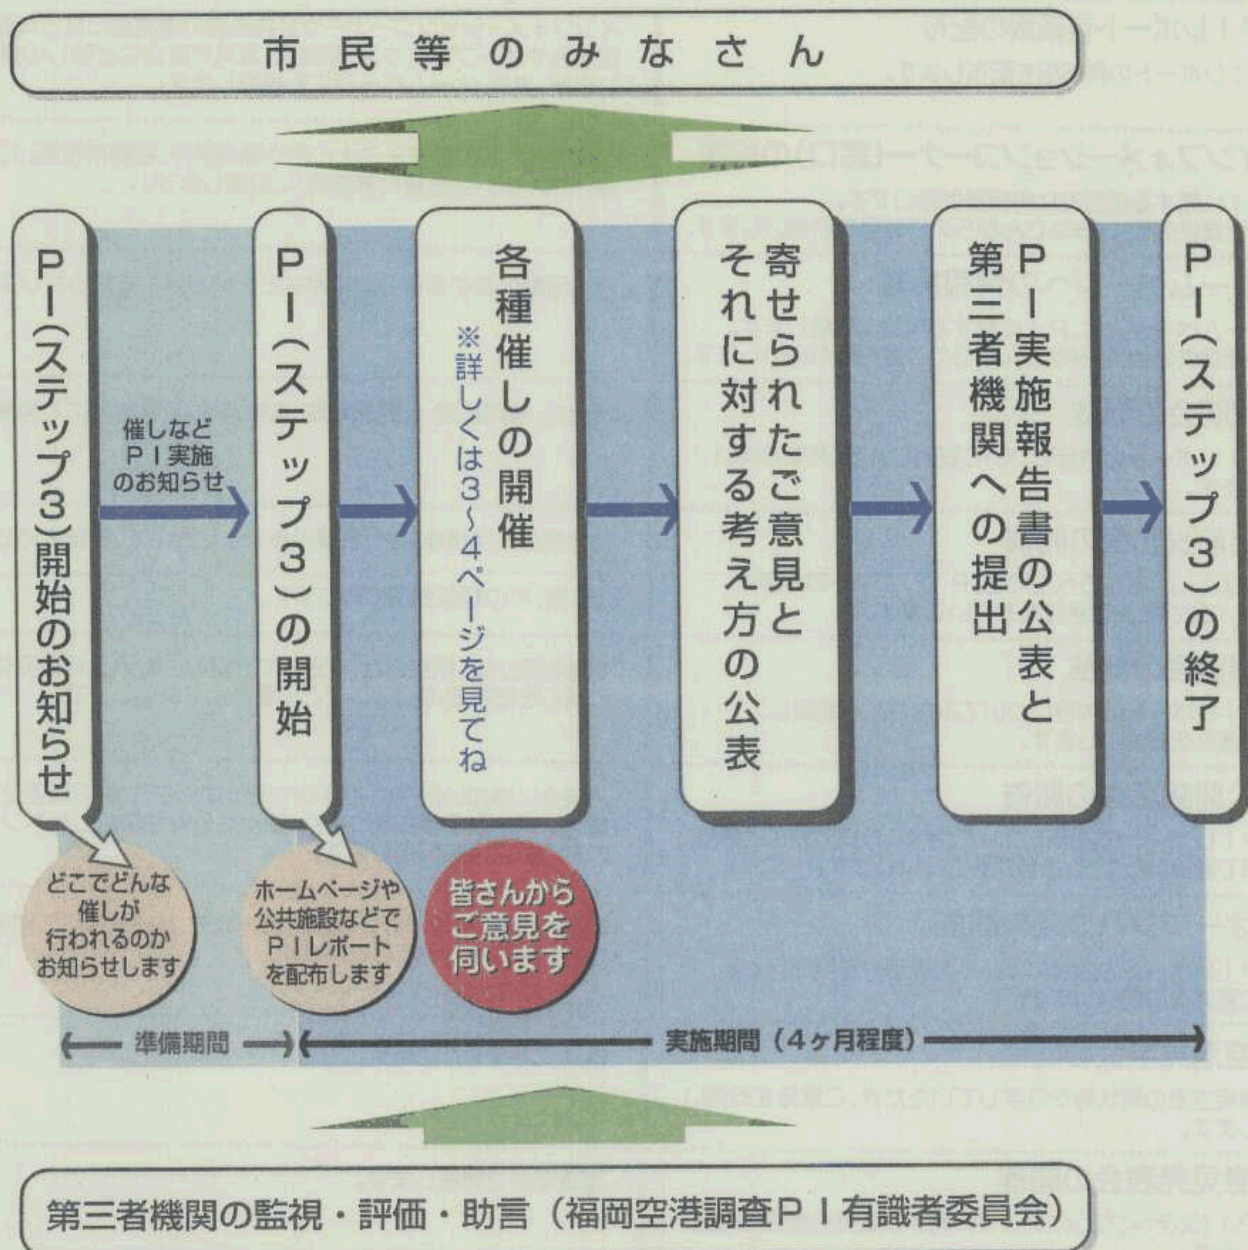 市民等のみなさん
PI(ステップ3)開始のお知らせ
催しなど
PI実施
のお知らせ
PI(ステップ3)の開始
各種催しの開催
※詳しくは3~4ページを見てね
寄せられたご意見と
それに対する考え方の公表
PI実施報告書の公表と
第三者機関への提出
PI(ステップ3)の終了
どこでどんな
催しが
行われるのか
お知らせします
ホームページや
公共施設などで
PIレポート
を配布します
皆さんから
ご意見を
伺います
準備期間
実施期間(4ヶ月程度)
第三者機関の監視・評価・助言(福岡空港調査PI有識者委員会)